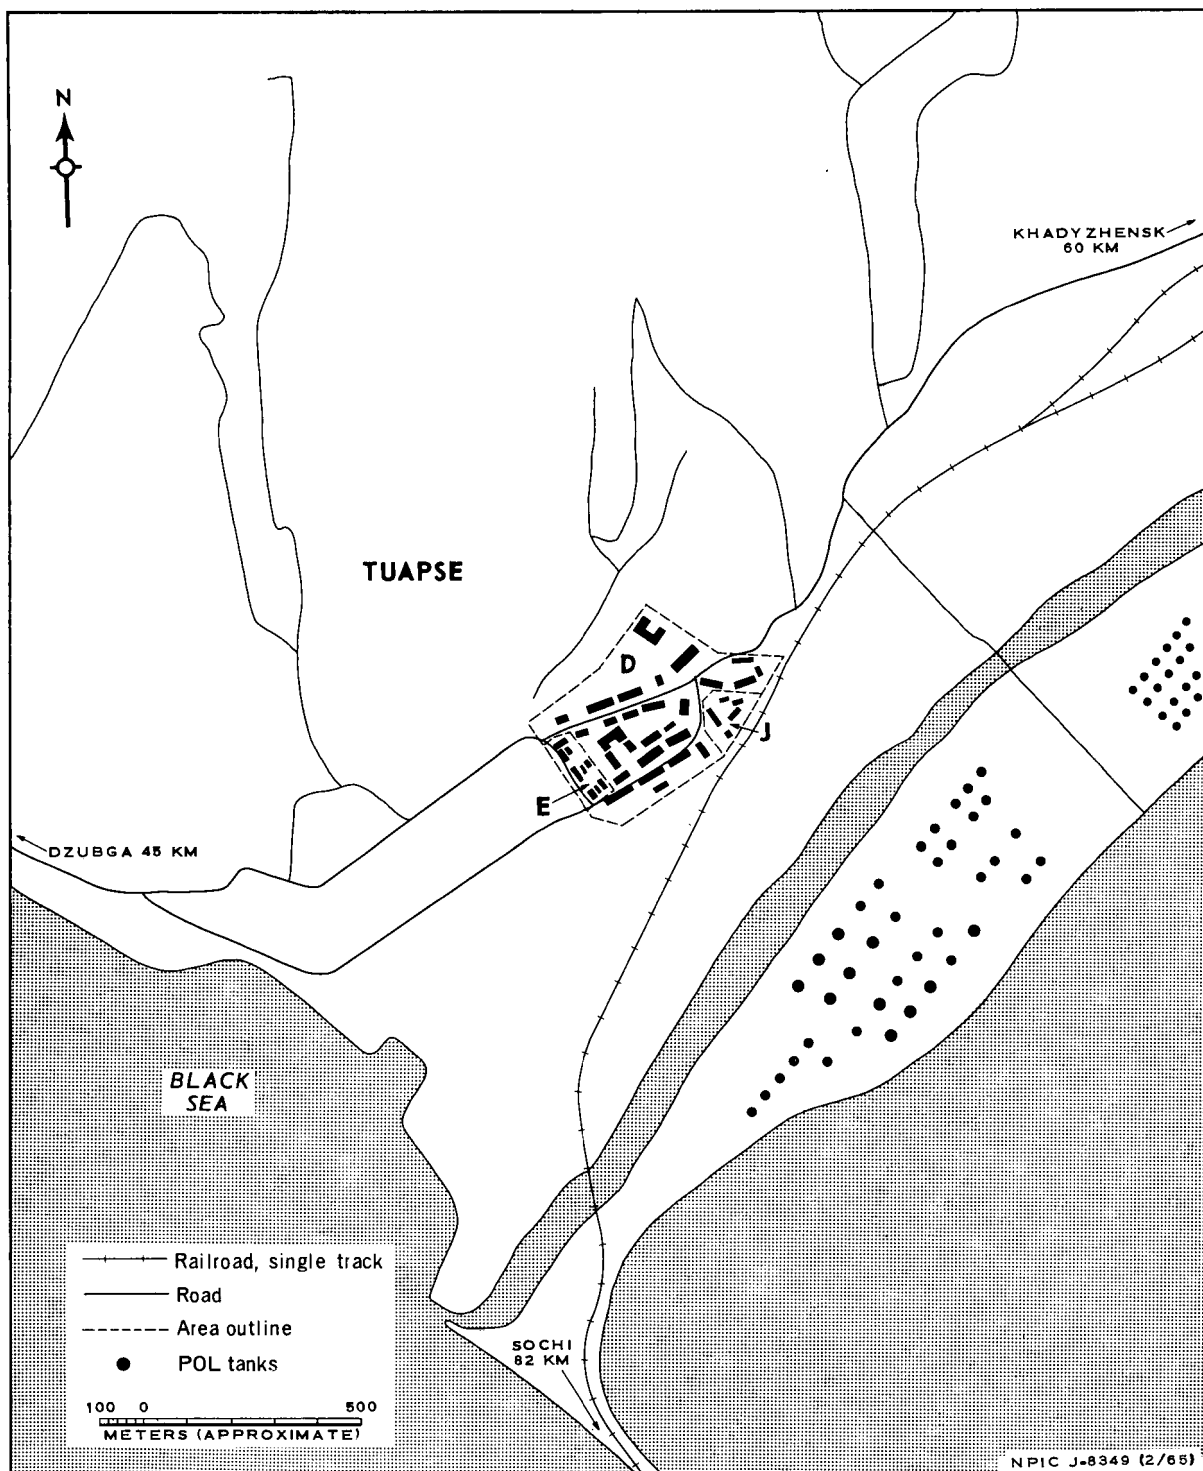 N
KHADYZHENSK
60 KM
TUAPSE
D
J
E
DZUBGA 45 KM
BLACK
SEA
Railroad, single track
Road
Area outline
POL tanks
100 0 500
METERS (APPROXIMATE)
SOCHI
82 KM
NPIC J-8349 (2/65)